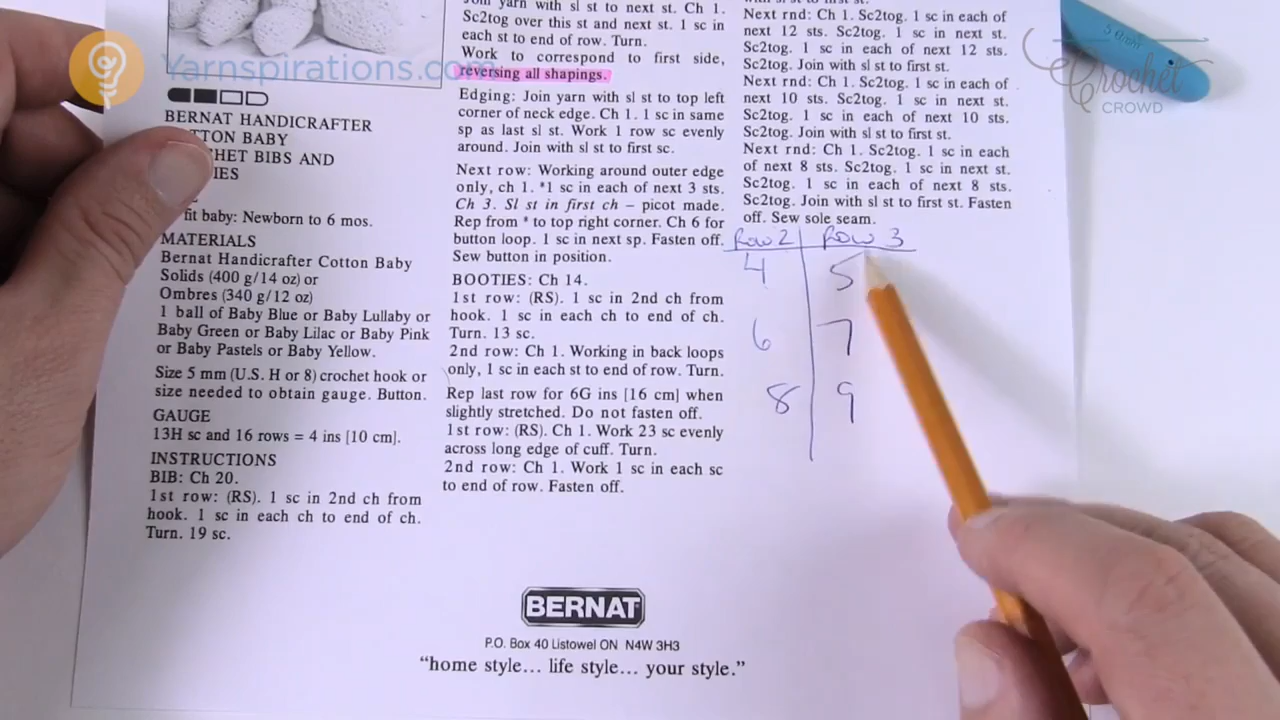 Yarnspirations.com
BERNAT HANDICRAFTER
TTON BABY
CHET BIBS AND
IES
fit baby: Newborn to 6 mos.
MATERIALS
Bernat Handicrafter Cotton Baby
Solids (400 g/14 oz) or
Ombres (340 g/12 oz)
1 ball of Baby Blue or Baby Lullaby or
Baby Green or Baby Lilac or Baby Pink
or Baby Pastels or Baby Yellow.
Size 5 mm (U.S. H or 8) crochet hook or
size needed to obtain gauge. Button.
GAUGE
13H sc and 16 rows = 4 ins [10 cm].
INSTRUCTIONS
BIB: Ch 20.
1st row: (RS). 1 sc in 2nd ch from
hook. 1 sc in each ch to end of ch.
Turn. 19 sc.
Join yarn with sl st to next st. Ch 1.
Sc2tog over this st and next st. 1 sc in
each st to end of row. Turn.
Work to correspond to first side,
reversing all shapings.
Edging: Join yarn with sl st to top left
corner of neck edge. Ch 1. 1 sc in same
sp as last sl st. Work 1 row sc evenly
around. Join with sl st to first sc.
Next row: Working around outer edge
only, ch 1. *1 sc in each of next 3 sts.
Ch 3. Sl st in first ch – picot made.
Rep from * to top right corner. Ch 6 for
button loop. 1 sc in next sp. Fasten off.
Sew button in position.
BOOTIES: Ch 14.
1st row: (RS). 1 sc in 2nd ch from
hook. 1 sc in each ch to end of ch.
Turn. 13 sc.
2nd row: Ch 1. Working in back loops
only, 1 sc in each st to end of row. Turn.
Rep last row for 6G ins [16 cm] when
slightly stretched. Do not fasten off.
1st row: (RS). Ch 1. Work 23 sc evenly
across long edge of cuff. Turn.
2nd row: Ch 1. Work 1 sc in each sc
to end of row. Fasten off.
with sl st to first st.
Next rnd: Ch 1. Sc2tog. 1 sc in each of
next 12 sts. Sc2tog. 1 sc in next st.
Sc2tog. 1 sc in each of next 12 sts.
Sc2tog. Join with sl st to first st.
Next rnd: Ch 1. Sc2tog. 1 sc in each of
next 10 sts. Sc2tog. 1 sc in next st.
Sc2tog. 1 sc in each of next 10 sts.
Sc2tog. Join with sl st to first st.
Next rnd: Ch 1. Sc2tog. 1 sc in each
of next 8 sts. Sc2tog. 1 sc in next st.
Sc2tog. 1 sc in each of next 8 sts.
Sc2tog. Join with sl st to first st. Fasten
off. Sew sole seam.
Row 2 Row 3
4 5
6 7
8 9
Crochet
CROWD
BERNAT
P.O. Box 40 Listowel ON N4W 3H3
“home style... life style... your style.”